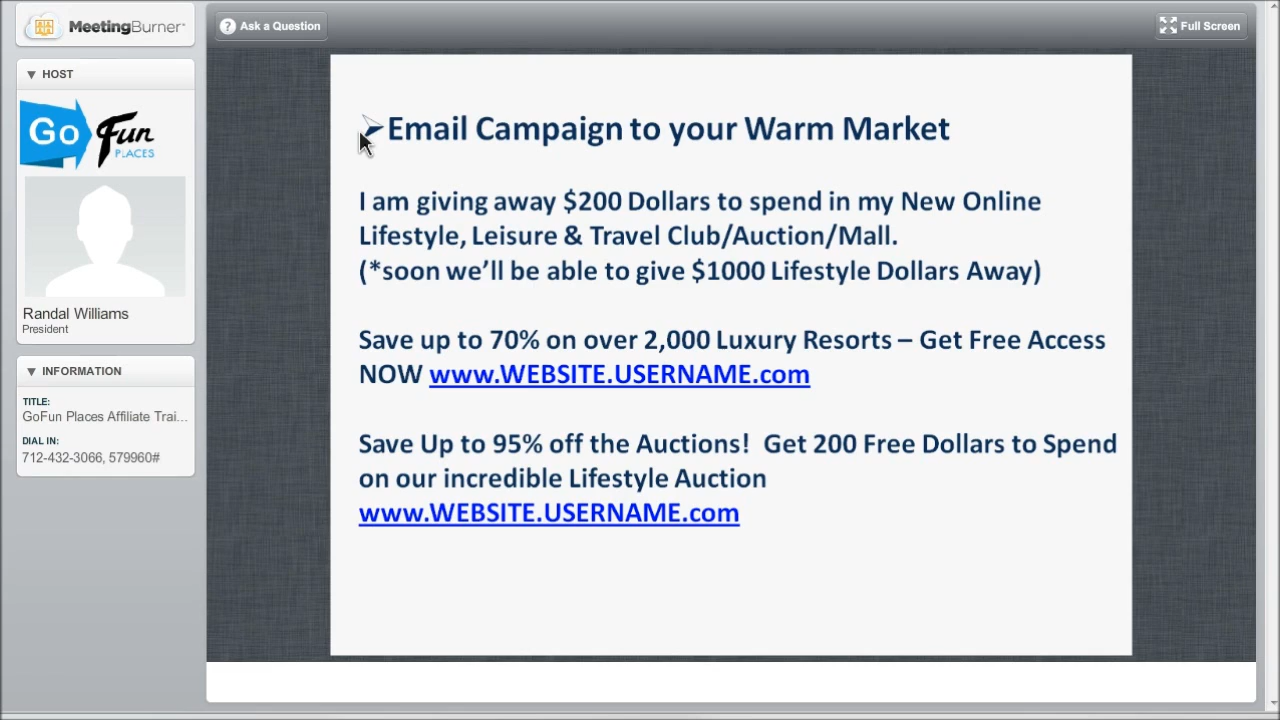 MeetingBurner
Ask a Question
Full Screen
HOST
Go Fun
PLACES
Randal Williams
President
INFORMATION
TITLE:
GoFun Places Affiliate Trai...
DIAL IN:
712-432-3066, 579960#
Email Campaign to your Warm Market
I am giving away $200 Dollars to spend in my New Online
Lifestyle, Leisure & Travel Club/Auction/Mall.
(*soon we'll be able to give $1000 Lifestyle Dollars Away)
Save up to 70% on over 2,000 Luxury Resorts – Get Free Access
NOW www.WEBSITE.USERNAME.com
Save Up to 95% off the Auctions!  Get 200 Free Dollars to Spend
on our incredible Lifestyle Auction
www.WEBSITE.USERNAME.com